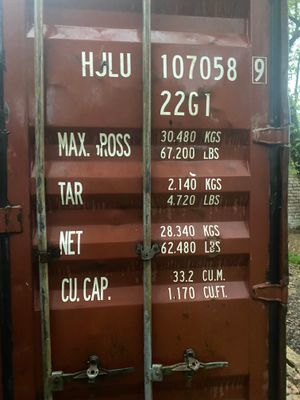 HJLU 107058 9
22G1
MAX. GROSS 30.480 KGS
67.200 LBS
TAR 2.140 KGS
4.720 LBS
NET 28.340 KGS
62.480 LBS
CU. CAP. 33.2 CU.M.
1.170 CU.FT.